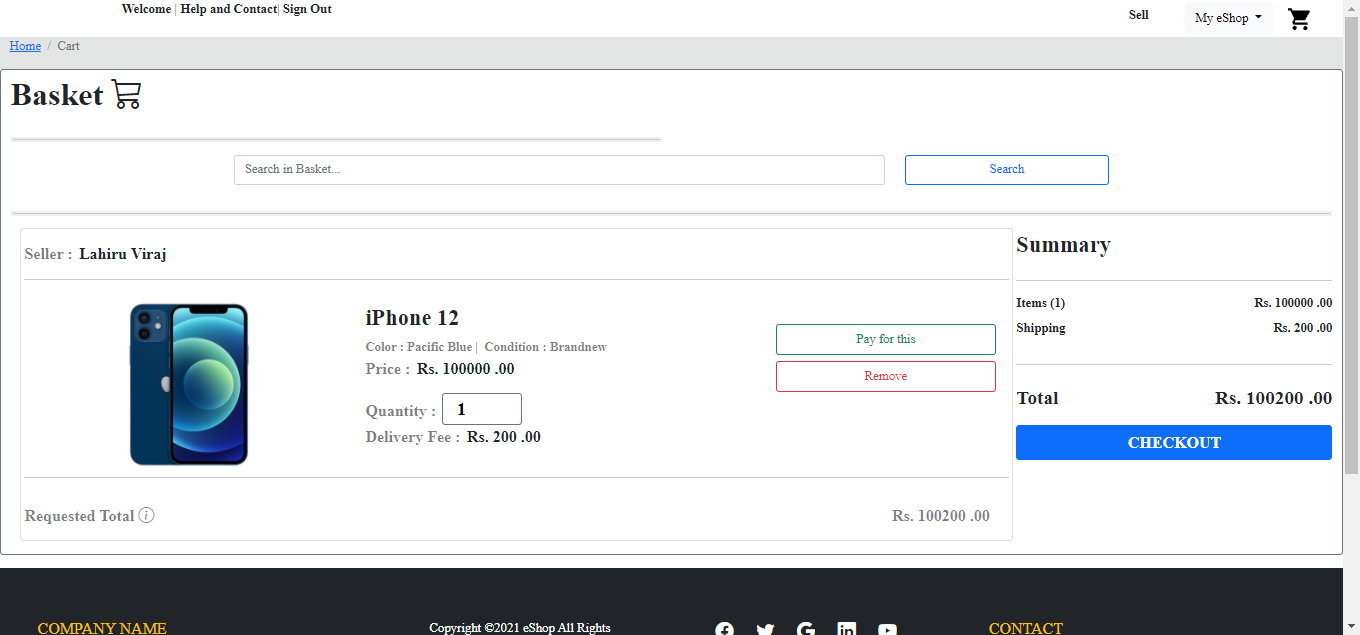 Welcome | Help and Contact| Sign Out
Sell
My eShop
Home / Cart
Basket
Search in Basket...
Search
Seller : Lahiru Viraj
iPhone 12
Color : Pacific Blue | Condition : Brandnew
Price : Rs. 100000 .00
Quantity : 1
Delivery Fee : Rs. 200 .00
Pay for this
Remove
Requested Total
Rs. 100200 .00
Summary
Items (1) Rs. 100000 .00
Shipping Rs. 200 .00
Total Rs. 100200 .00
CHECKOUT
COMPANY NAME
Copyright ©2021 eShop All Rights
CONTACT